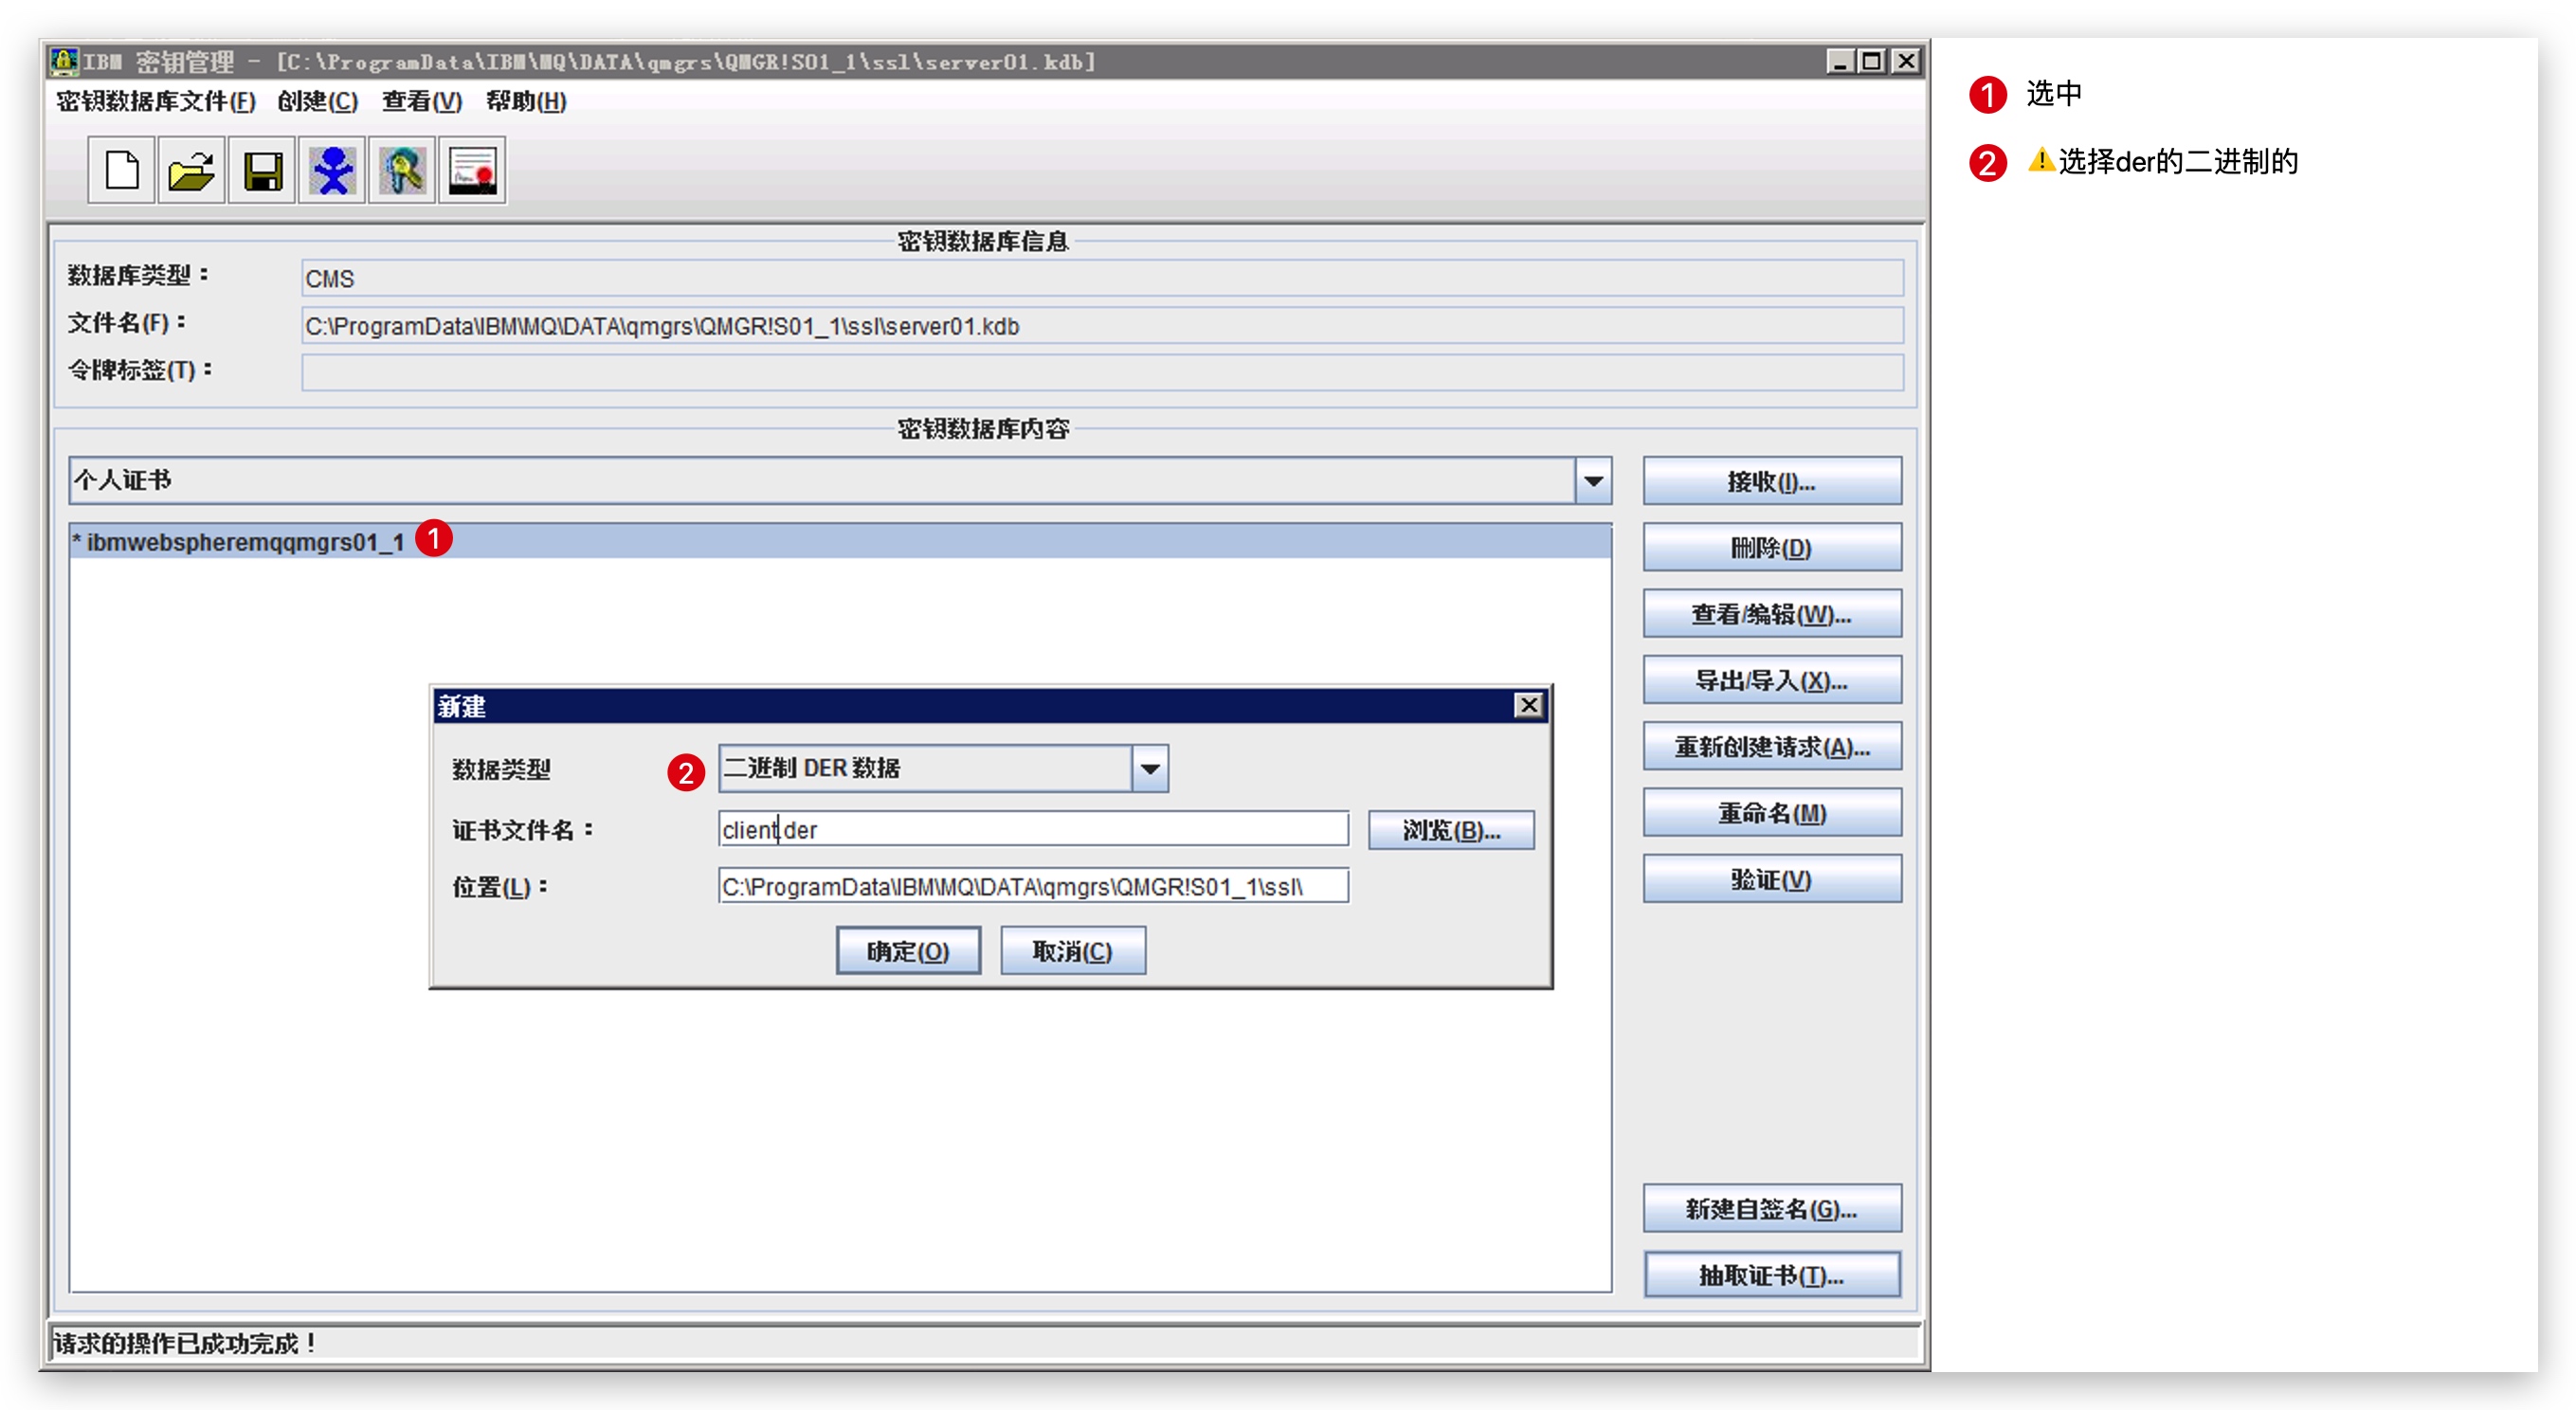 IBM 密钥管理 - [C:\ProgramData\IBM\MQ\DATA\qmgrs\QMGR!S01_1\ssl\server01.kdb]
密钥数据库文件(F) 创建(C) 查看(V) 帮助(H)
1 选中
2 ⚠️选择der的二进制的
密钥数据库信息
数据库类型： CMS
文件名(F)： C:\ProgramData\IBM\MQ\DATA\qmgrs\QMGR!S01_1\ssl\server01.kdb
令牌标签(T)：
密钥数据库内容
个人证书
* ibmwebspheremqqmgrs01_1 1
接收(I)...
删除(D)
查看/编辑(W)...
导出/导入(X)...
重新创建请求(A)...
重命名(M)
验证(V)
新建自签名(G)...
抽取证书(T)...
新建
数据类型 2 二进制 DER 数据
证书文件名： client.der 浏览(B)...
位置(L)： C:\ProgramData\IBM\MQ\DATA\qmgrs\QMGR!S01_1\ssl\
确定(O) 取消(C)
请求的操作已成功完成！